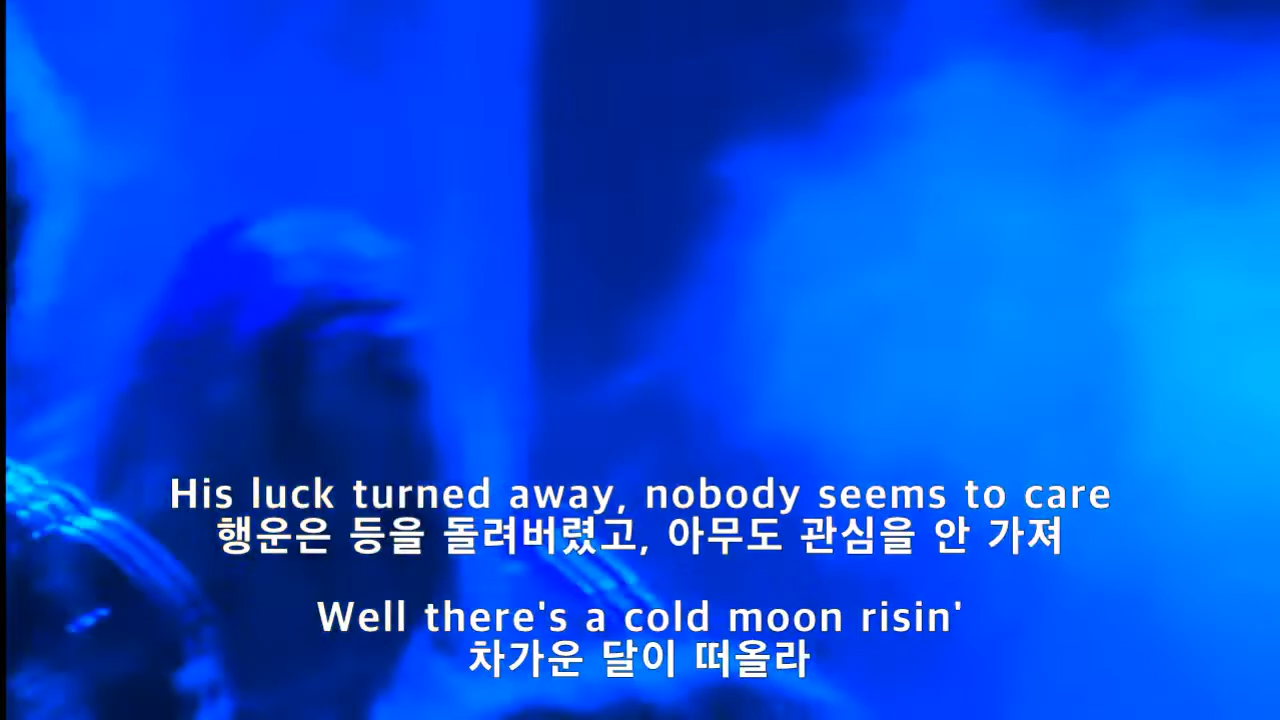 His luck turned away, nobody seems to care
행운은 등을 돌려버렸고, 아무도 관심을 안 가져
Well there's a cold moon risin'
차가운 달이 떠올라